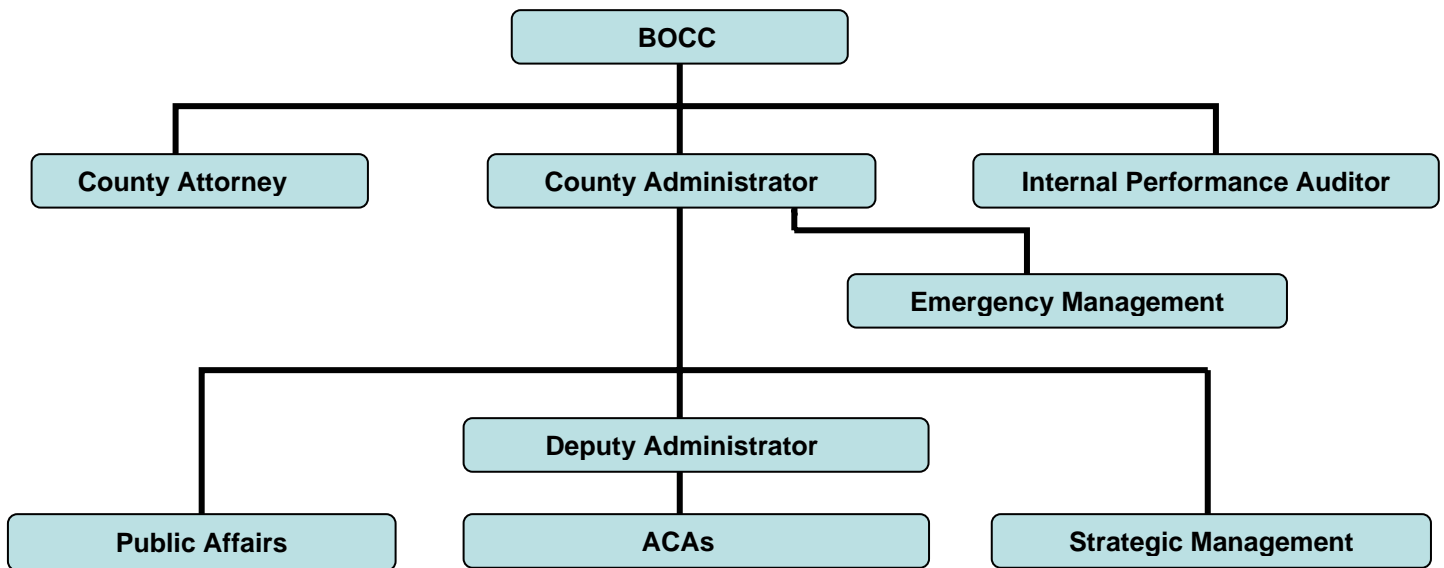 BOCC
County Attorney
County Administrator
Internal Performance Auditor
Emergency Management
Deputy Administrator
Public Affairs
ACAs
Strategic Management